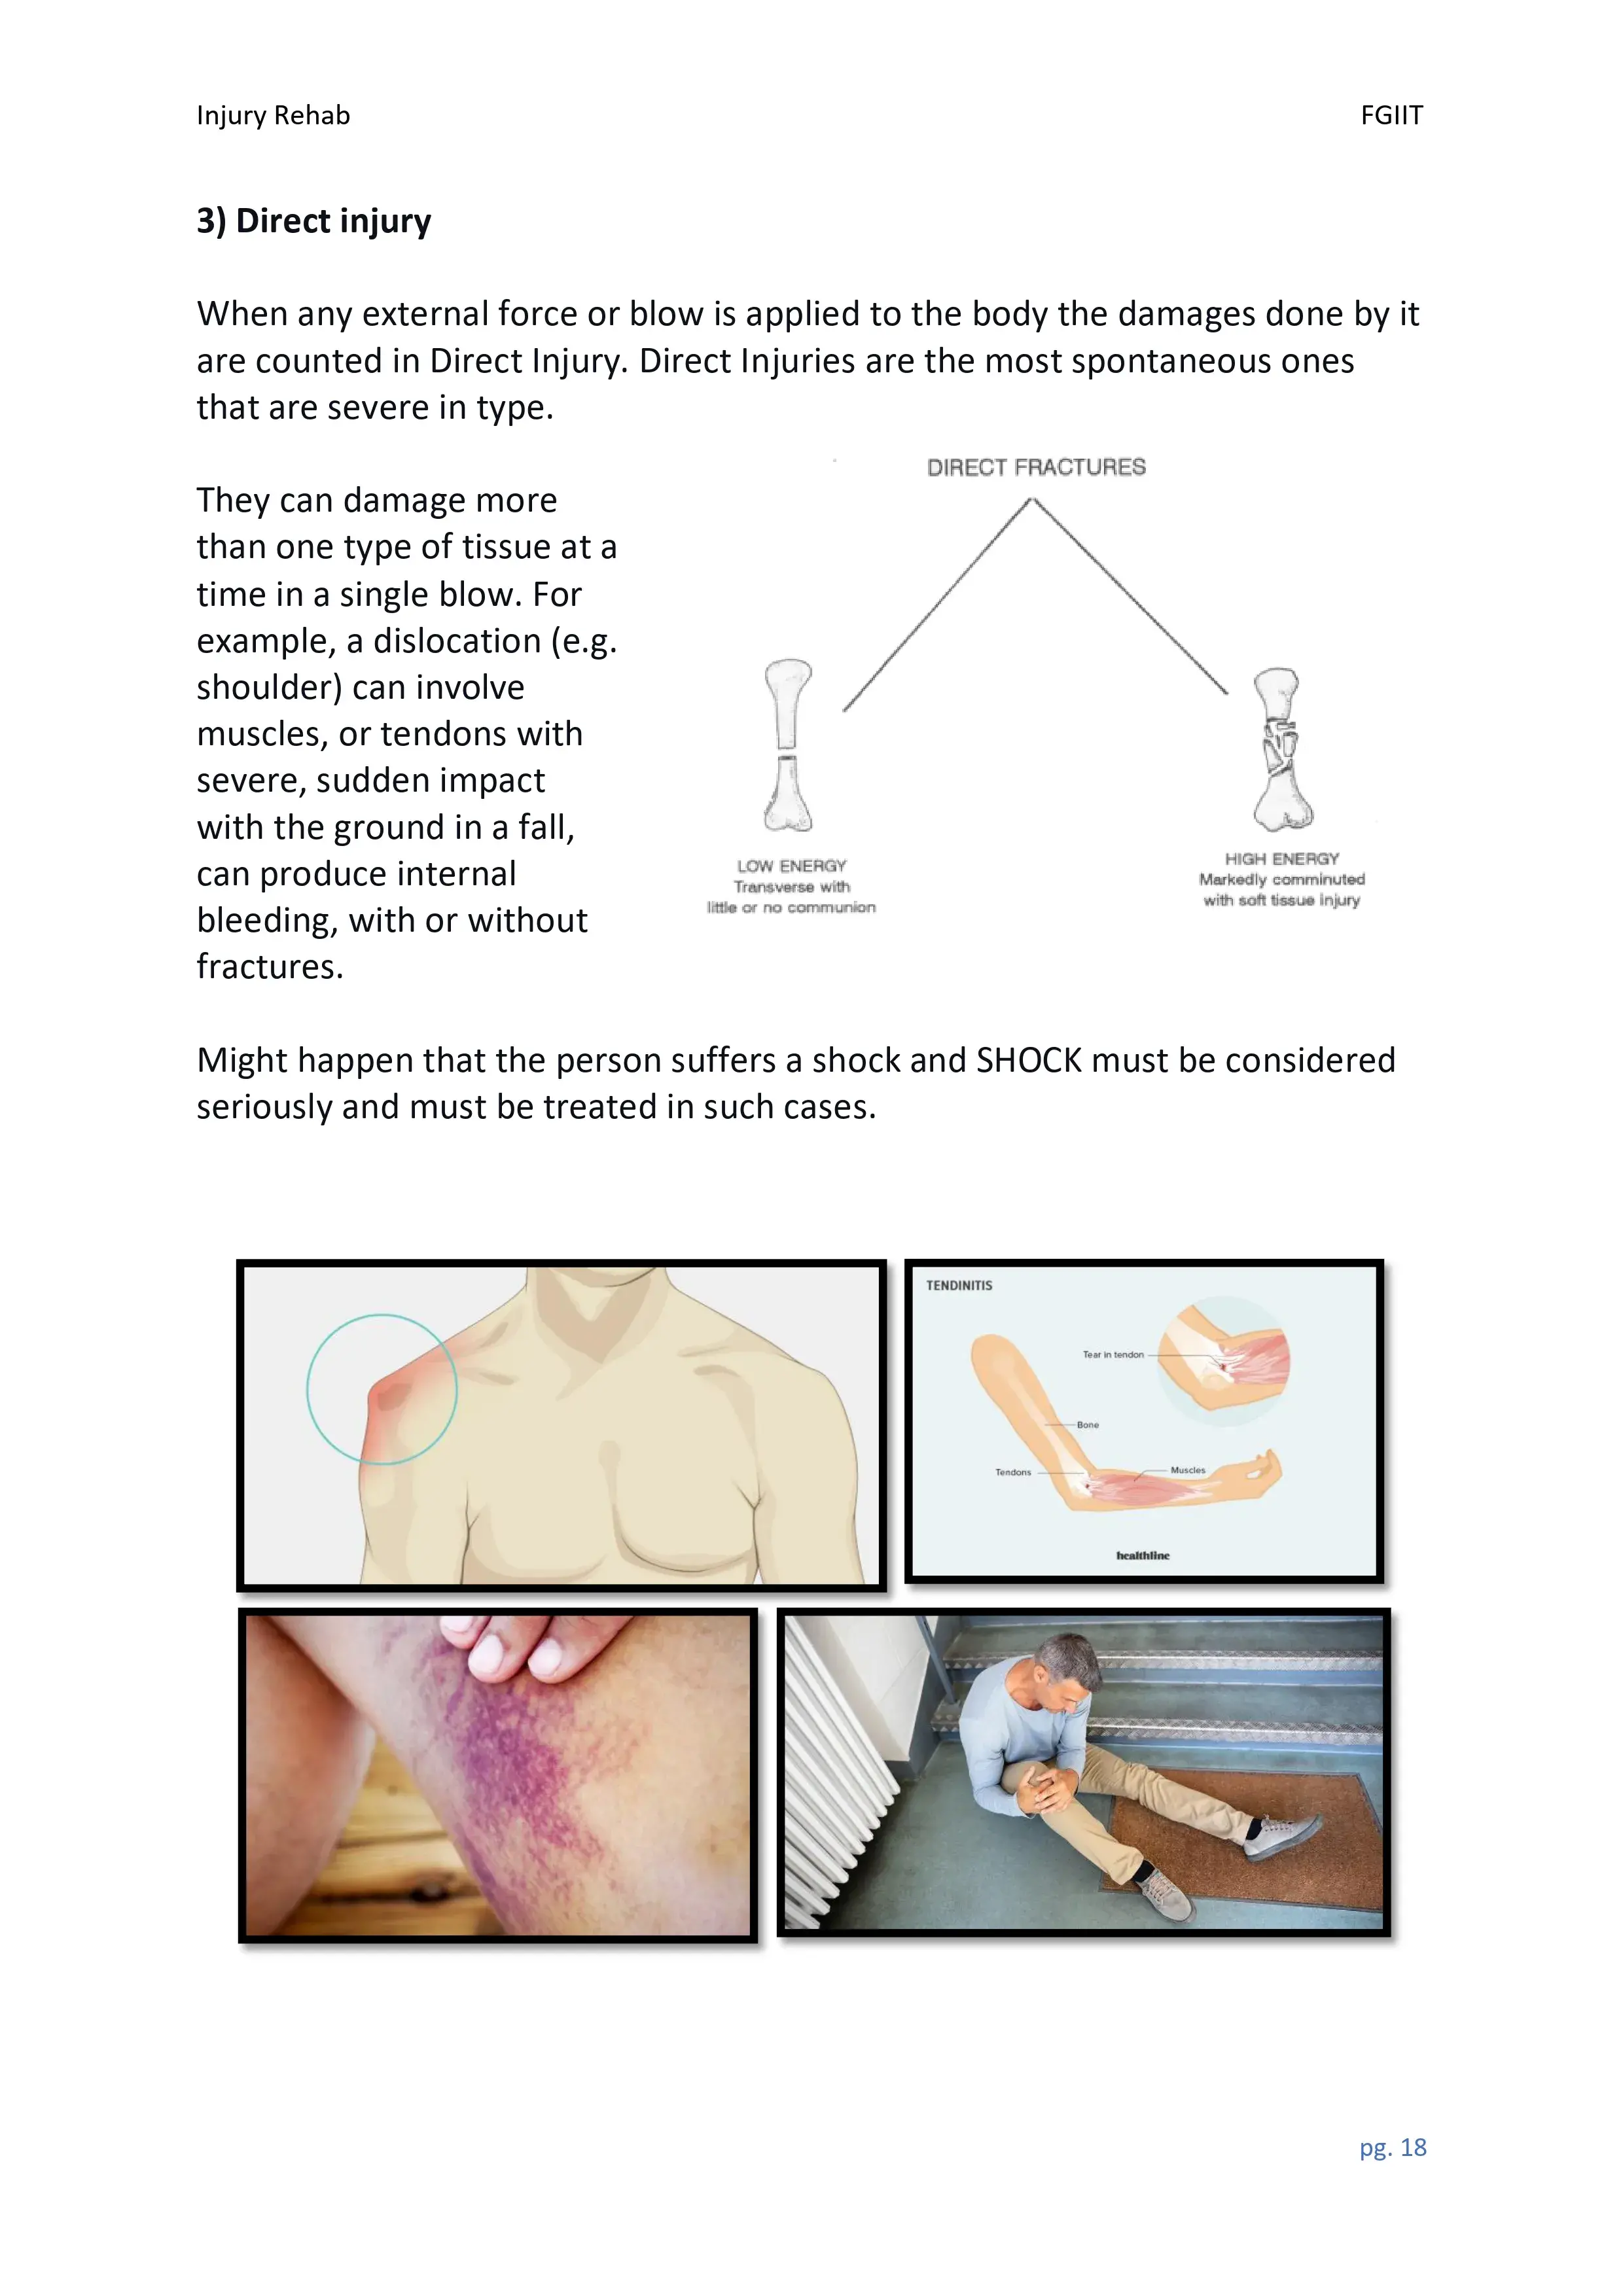 Injury Rehab FGIIT
3) Direct injury
When any external force or blow is applied to the body the damages done by it
are counted in Direct Injury. Direct Injuries are the most spontaneous ones
that are severe in type.
They can damage more
than one type of tissue at a
time in a single blow. For
example, a dislocation (e.g.
shoulder) can involve
muscles, or tendons with
severe, sudden impact
with the ground in a fall,
can produce internal
bleeding, with or without
fractures.
DIRECT FRACTURES
LOW ENERGY
Transverse with
little or no communion
HIGH ENERGY
Markedly comminuted
with soft tissue injury
Might happen that the person suffers a shock and SHOCK must be considered
seriously and must be treated in such cases.
TENDINITIS
Tear in tendon
Bone
Tendons
Muscles
healthline
pg. 18